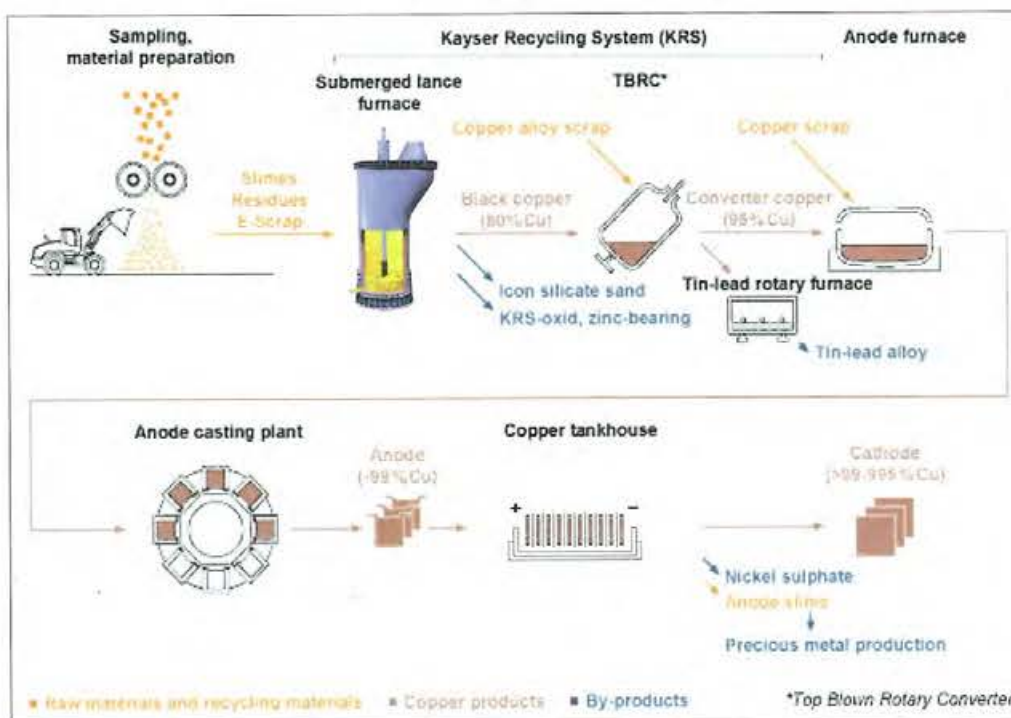 Sampling,
material preparation
Kayser Recycling System (KRS)
Anode furnace
Submerged lance
furnace
TBRC*
Copper alloy scrap
Copper scrap
Slimes
Residues
E-Scrap
Black copper
(80%Cu)
Converter copper
(95%Cu)
Icon silicate sand
KRS-oxid, zinc-bearing
Tin-lead rotary furnace
Tin-lead alloy
Anode casting plant
Anode
(-99%Cu)
Copper tankhouse
+
−
Cathode
(>99.995%Cu)
Nickel sulphate
Anode slime
Precious metal production
Raw materials and recycling materials
Copper products
By-products
*Top Blown Rotary Converter